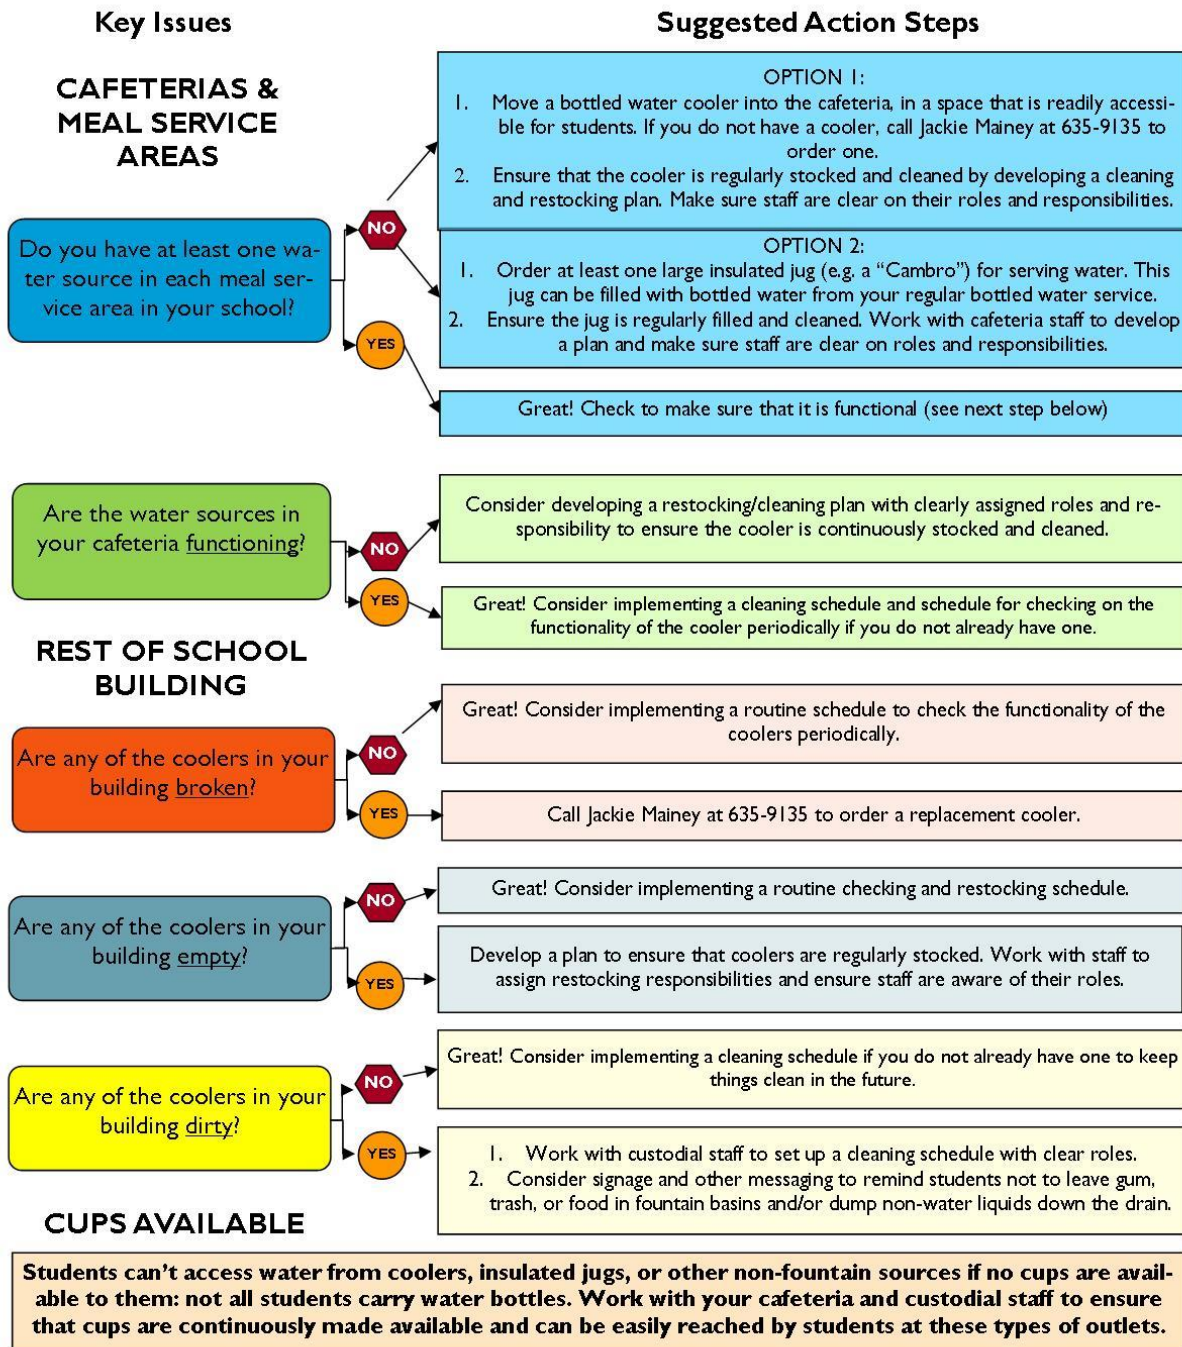 Key Issues
Suggested Action Steps
CAFETERIAS &
MEAL SERVICE
AREAS
Do you have at least one wa-
ter source in each meal ser-
vice area in your school?
NO
OPTION 1:
1. Move a bottled water cooler into the cafeteria, in a space that is readily accessi-
ble for students. If you do not have a cooler, call Jackie Mainey at 635-9135 to
order one.
2. Ensure that the cooler is regularly stocked and cleaned by developing a cleaning
and restocking plan. Make sure staff are clear on their roles and responsibilities.
OPTION 2:
1. Order at least one large insulated jug (e.g. a “Cambro”) for serving water. This
jug can be filled with bottled water from your regular bottled water service.
2. Ensure the jug is regularly filled and cleaned. Work with cafeteria staff to develop
a plan and make sure staff are clear on roles and responsibilities.
YES
Great! Check to make sure that it is functional (see next step below)
Are the water sources in
your cafeteria functioning?
NO
Consider developing a restocking/cleaning plan with clearly assigned roles and re-
sponsibility to ensure the cooler is continuously stocked and cleaned.
YES
Great! Consider implementing a cleaning schedule and schedule for checking on the
functionality of the cooler periodically if you do not already have one.
REST OF SCHOOL
BUILDING
Are any of the coolers in your
building broken?
NO
Great! Consider implementing a routine schedule to check the functionality of the
coolers periodically.
YES
Call Jackie Mainey at 635-9135 to order a replacement cooler.
Are any of the coolers in your
building empty?
NO
Great! Consider implementing a routine checking and restocking schedule.
YES
Develop a plan to ensure that coolers are regularly stocked. Work with staff to
assign restocking responsibilities and ensure staff are aware of their roles.
Are any of the coolers in your
building dirty?
NO
Great! Consider implementing a cleaning schedule if you do not already have one to keep
things clean in the future.
YES
1. Work with custodial staff to set up a cleaning schedule with clear roles.
2. Consider signage and other messaging to remind students not to leave gum,
trash, or food in fountain basins and/or dump non-water liquids down the drain.
CUPS AVAILABLE
Students can’t access water from coolers, insulated jugs, or other non-fountain sources if no cups are avail-
able to them: not all students carry water bottles. Work with your cafeteria and custodial staff to ensure
that cups are continuously made available and can be easily reached by students at these types of outlets.